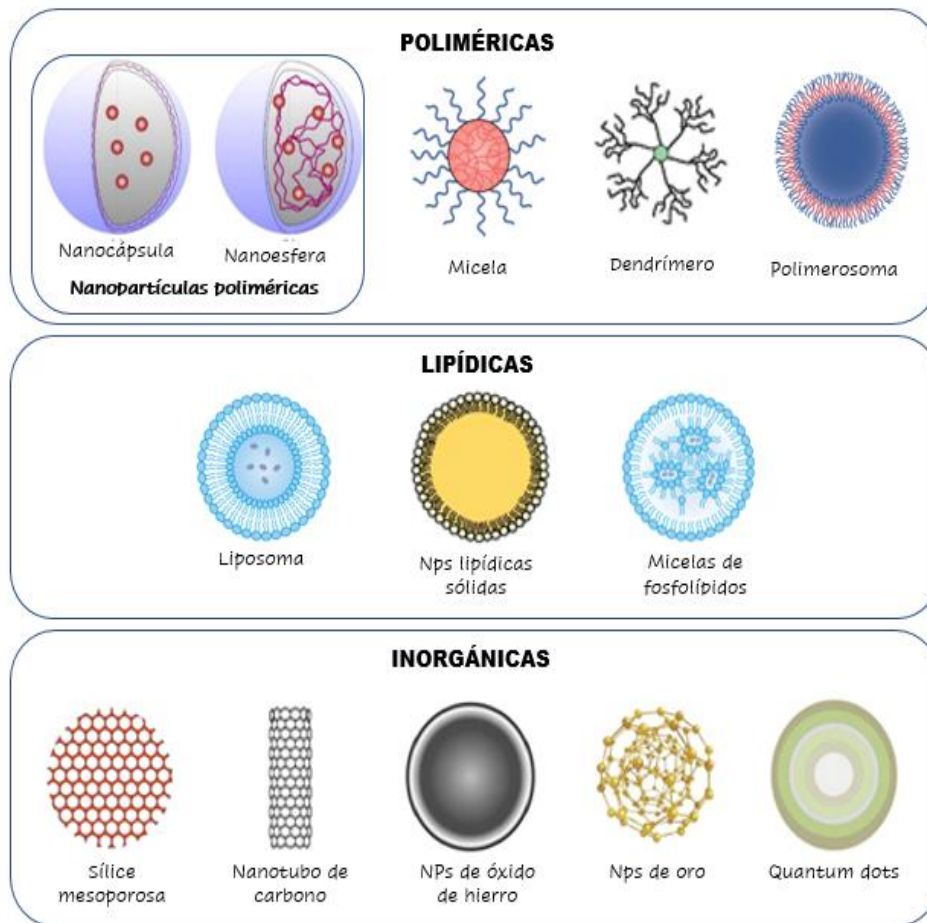 POLIMÉRICAS
Nanocápsula
Nanoesfera
Nanopartículas poliméricas
Micela
Dendrímero
Polimerosoma
LIPÍDICAS
Liposoma
Nps lipídicas
sólidas
Micelas de
fosfolípidos
INORGÁNICAS
Sílice
mesoporosa
Nanotubo de
carbono
NPs de óxido
de hierro
Nps de oro
Quantum dots